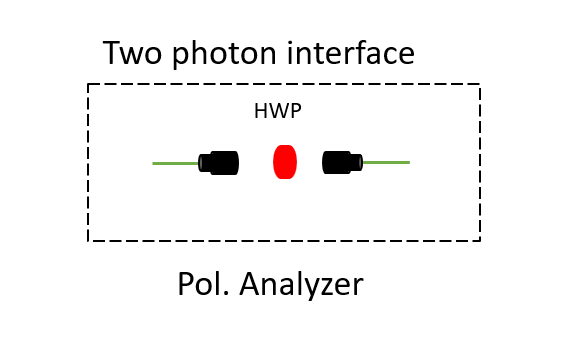 Two photon interface
HWP
Pol. Analyzer